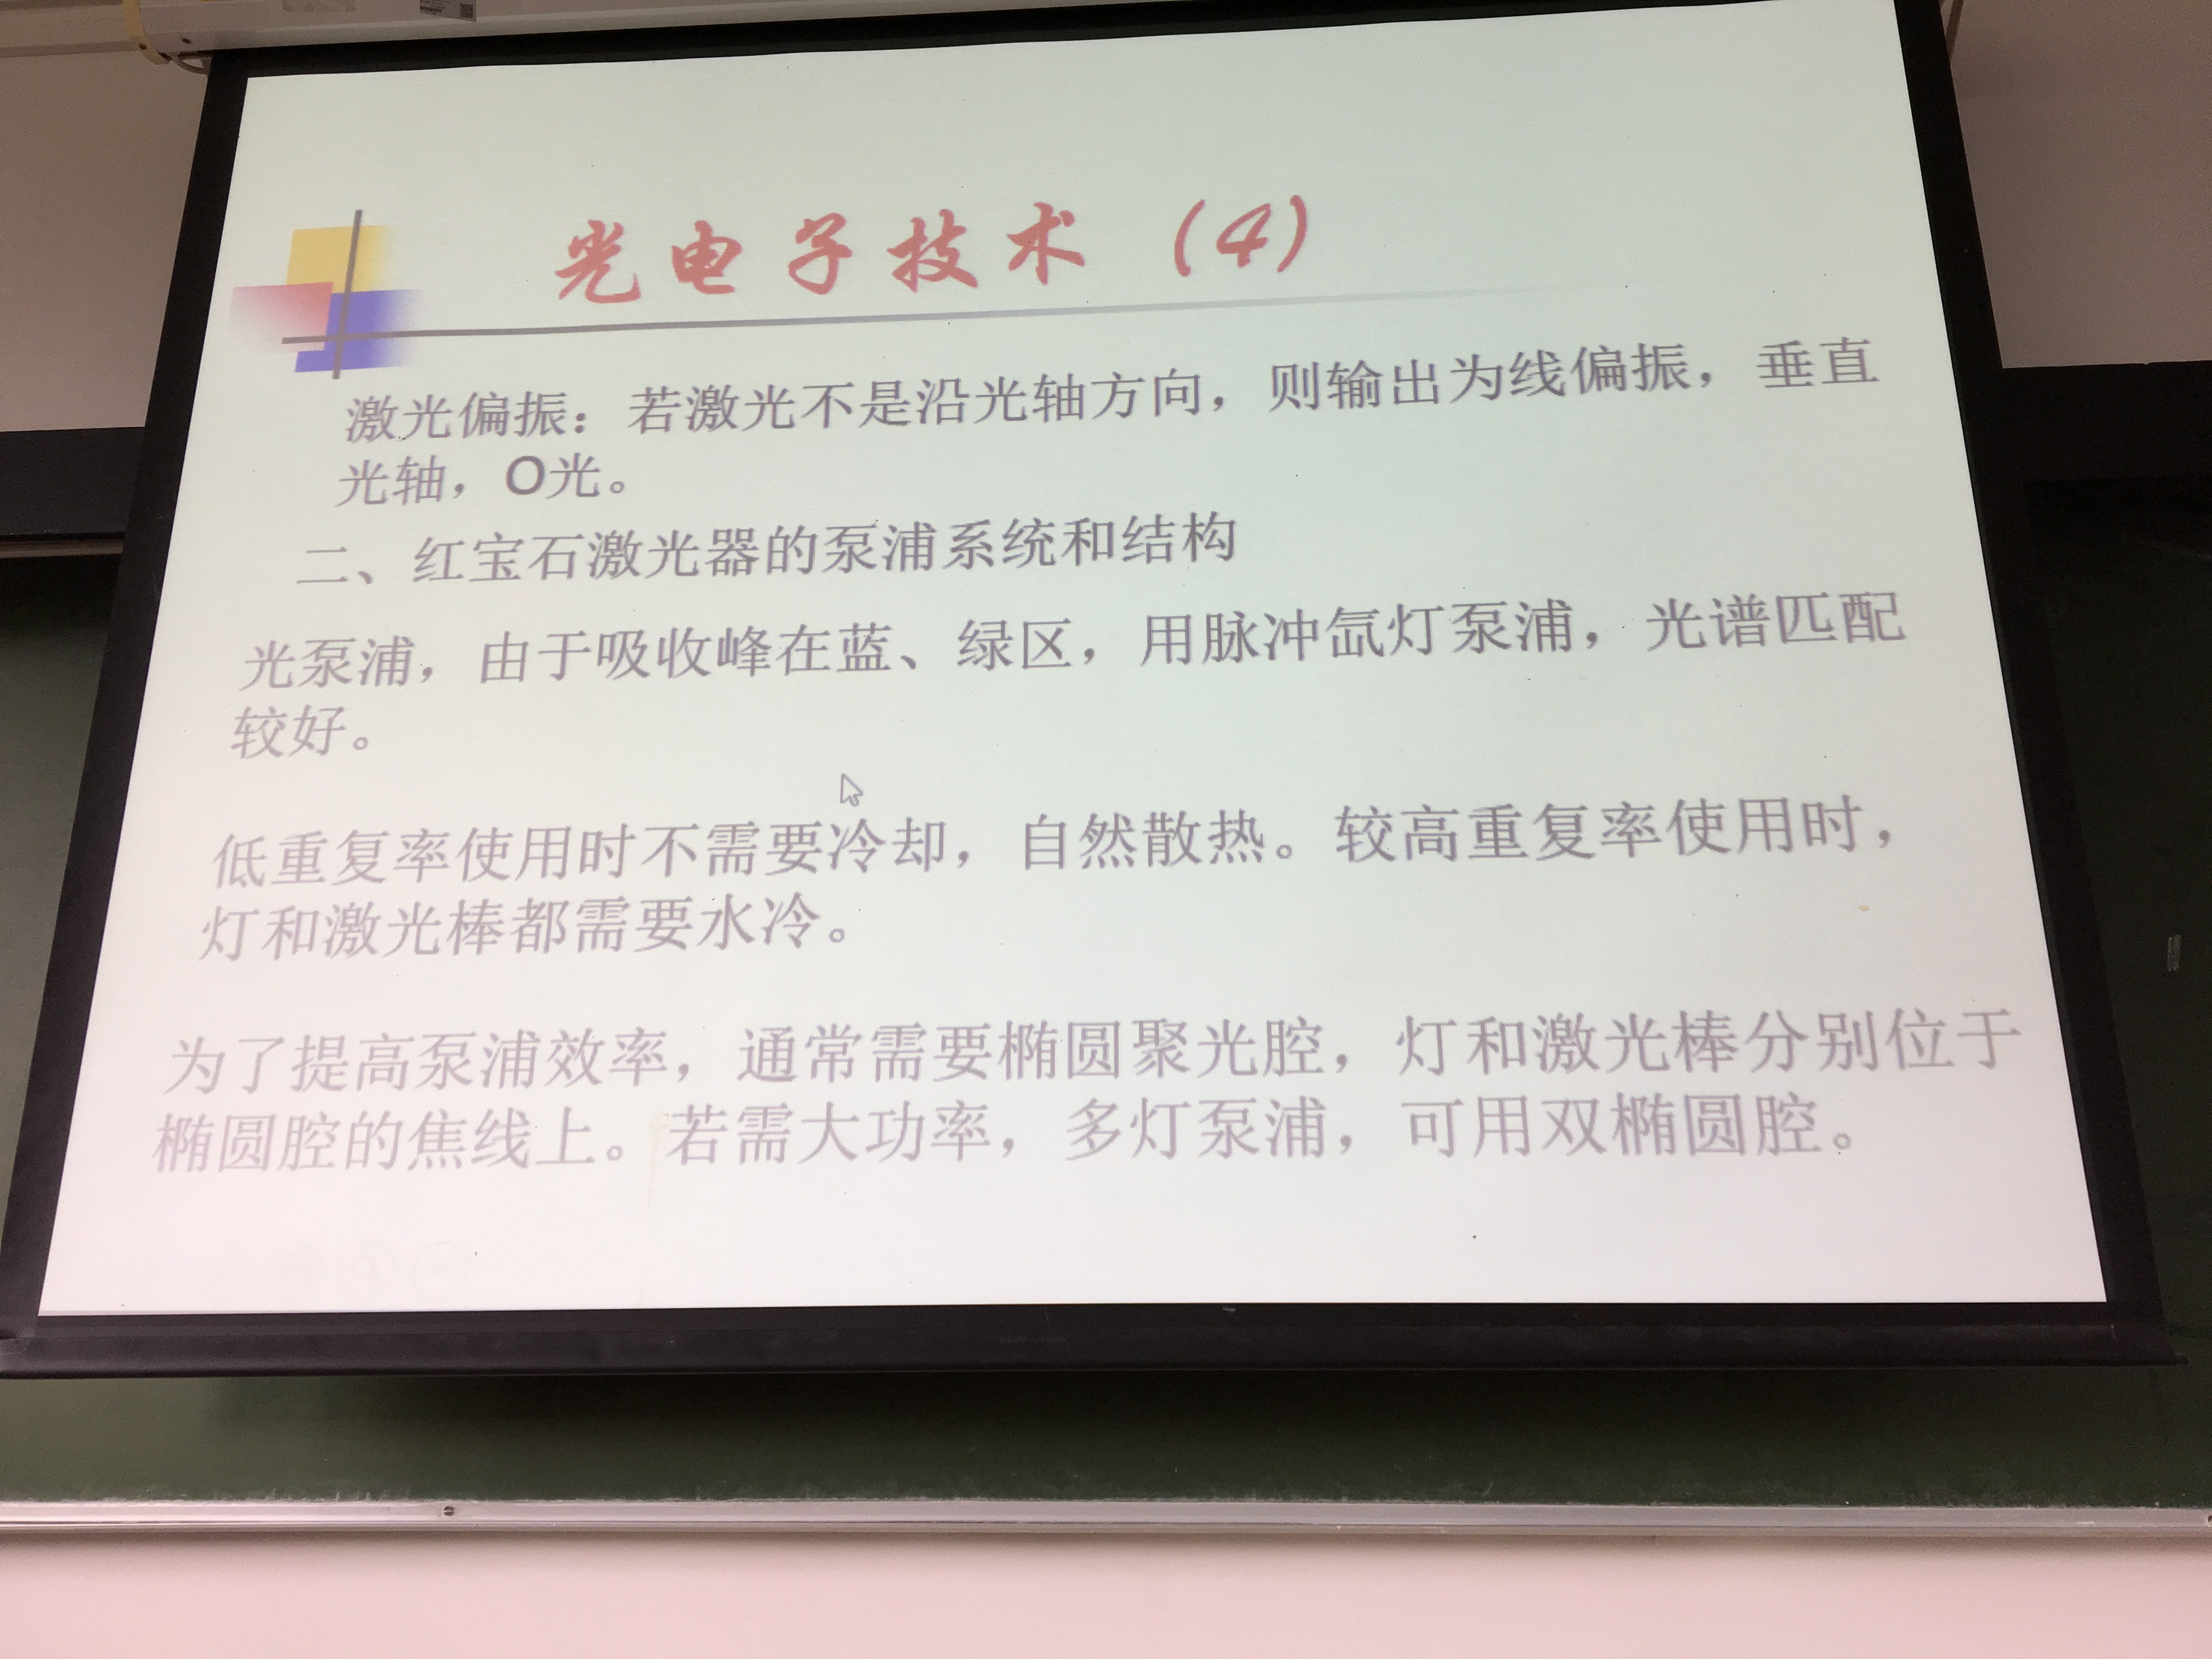 光电子技术（4）
激光偏振：若激光不是沿光轴方向，则输出为线偏振，垂直
光轴，O光。
二、红宝石激光器的泵浦系统和结构
光泵浦，由于吸收峰在蓝、绿区，用脉冲氙灯泵浦，光谱匹配
较好。
低重复率使用时不需要冷却，自然散热。较高重复率使用时，
灯和激光棒都需要水冷。
为了提高泵浦效率，通常需要椭圆聚光腔，灯和激光棒分别位于
椭圆腔的焦线上。若需大功率，多灯泵浦，可用双椭圆腔。